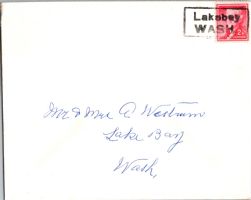 Lakebay
WASH.
Mr & Mrs A Westrum
Lake Bay
Wash.